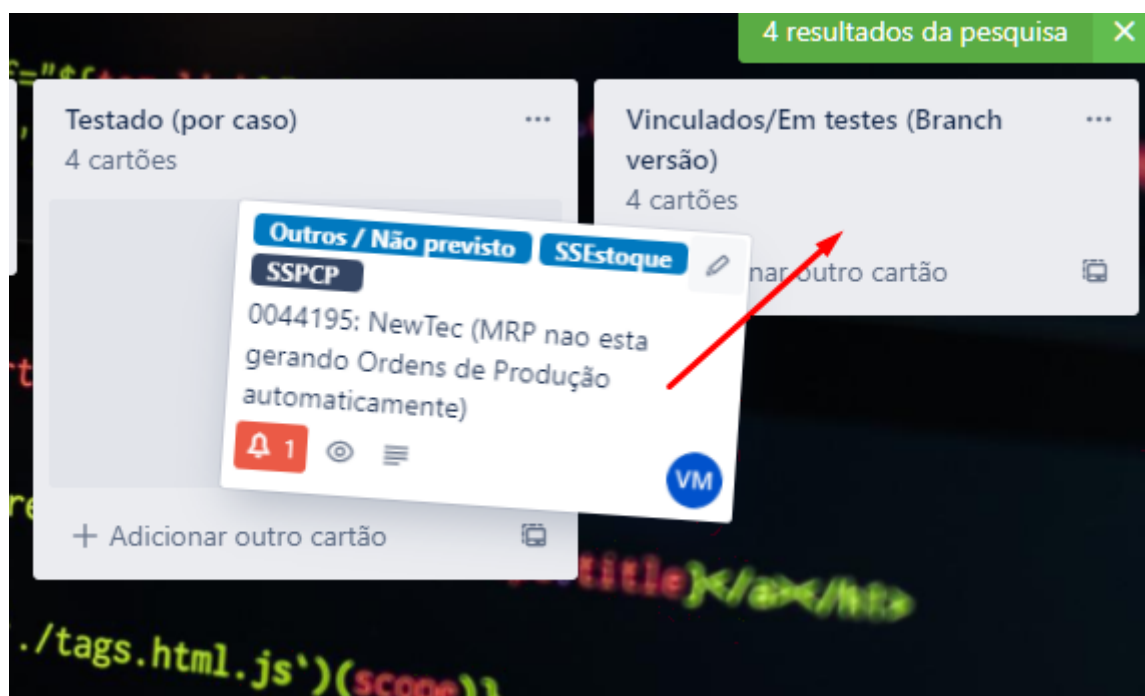 4 resultados da pesquisa
Testado (por caso)
4 cartões
Vinculados/Em testes (Branch
versão)
4 cartões
nar outro cartão
Outros / Não previsto
SSEstoque
SSPCP
0044195: NewTec (MRP nao esta
gerando Ordens de Produção
automaticamente)
1
VM
+ Adicionar outro cartão
title}</a></h2>
./tags.html.js`)(scope)}